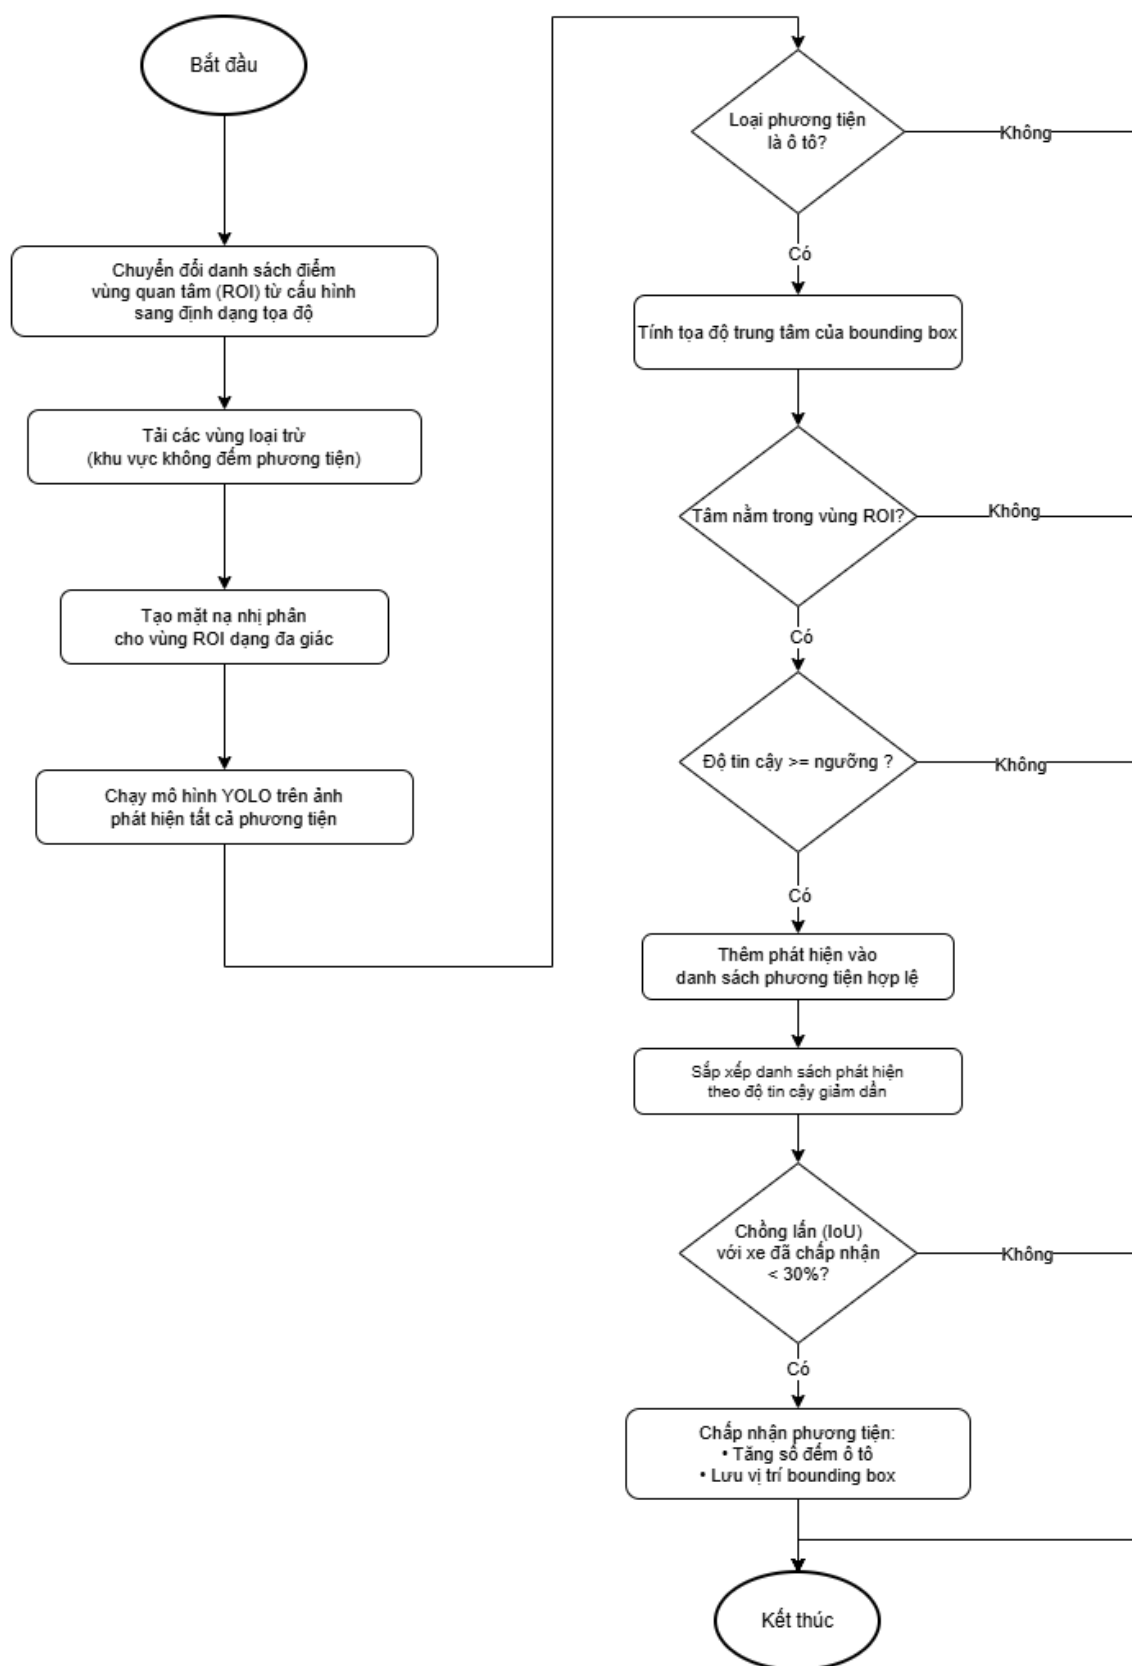 Bắt đầu
Chuyển đổi danh sách điểm
vùng quan tâm (ROI) từ cấu hình
sang định dạng tọa độ
Tải các vùng loại trừ
(khu vực không đếm phương tiện)
Tạo mặt nạ nhị phân
cho vùng ROI dạng đa giác
Chạy mô hình YOLO trên ảnh
phát hiện tất cả phương tiện
Loại phương tiện
là ô tô?
Không
Có
Tính tọa độ trung tâm của bounding box
Tâm nằm trong vùng ROI?
Không
Có
Độ tin cậy >= ngưỡng ?
Không
Có
Thêm phát hiện vào
danh sách phương tiện hợp lệ
Sắp xếp danh sách phát hiện
theo độ tin cậy giảm dần
Chồng lấn (IoU)
với xe đã chấp nhận
< 30%?
Không
Có
Chấp nhận phương tiện:
• Tăng số đếm ô tô
• Lưu vị trí bounding box
Kết thúc